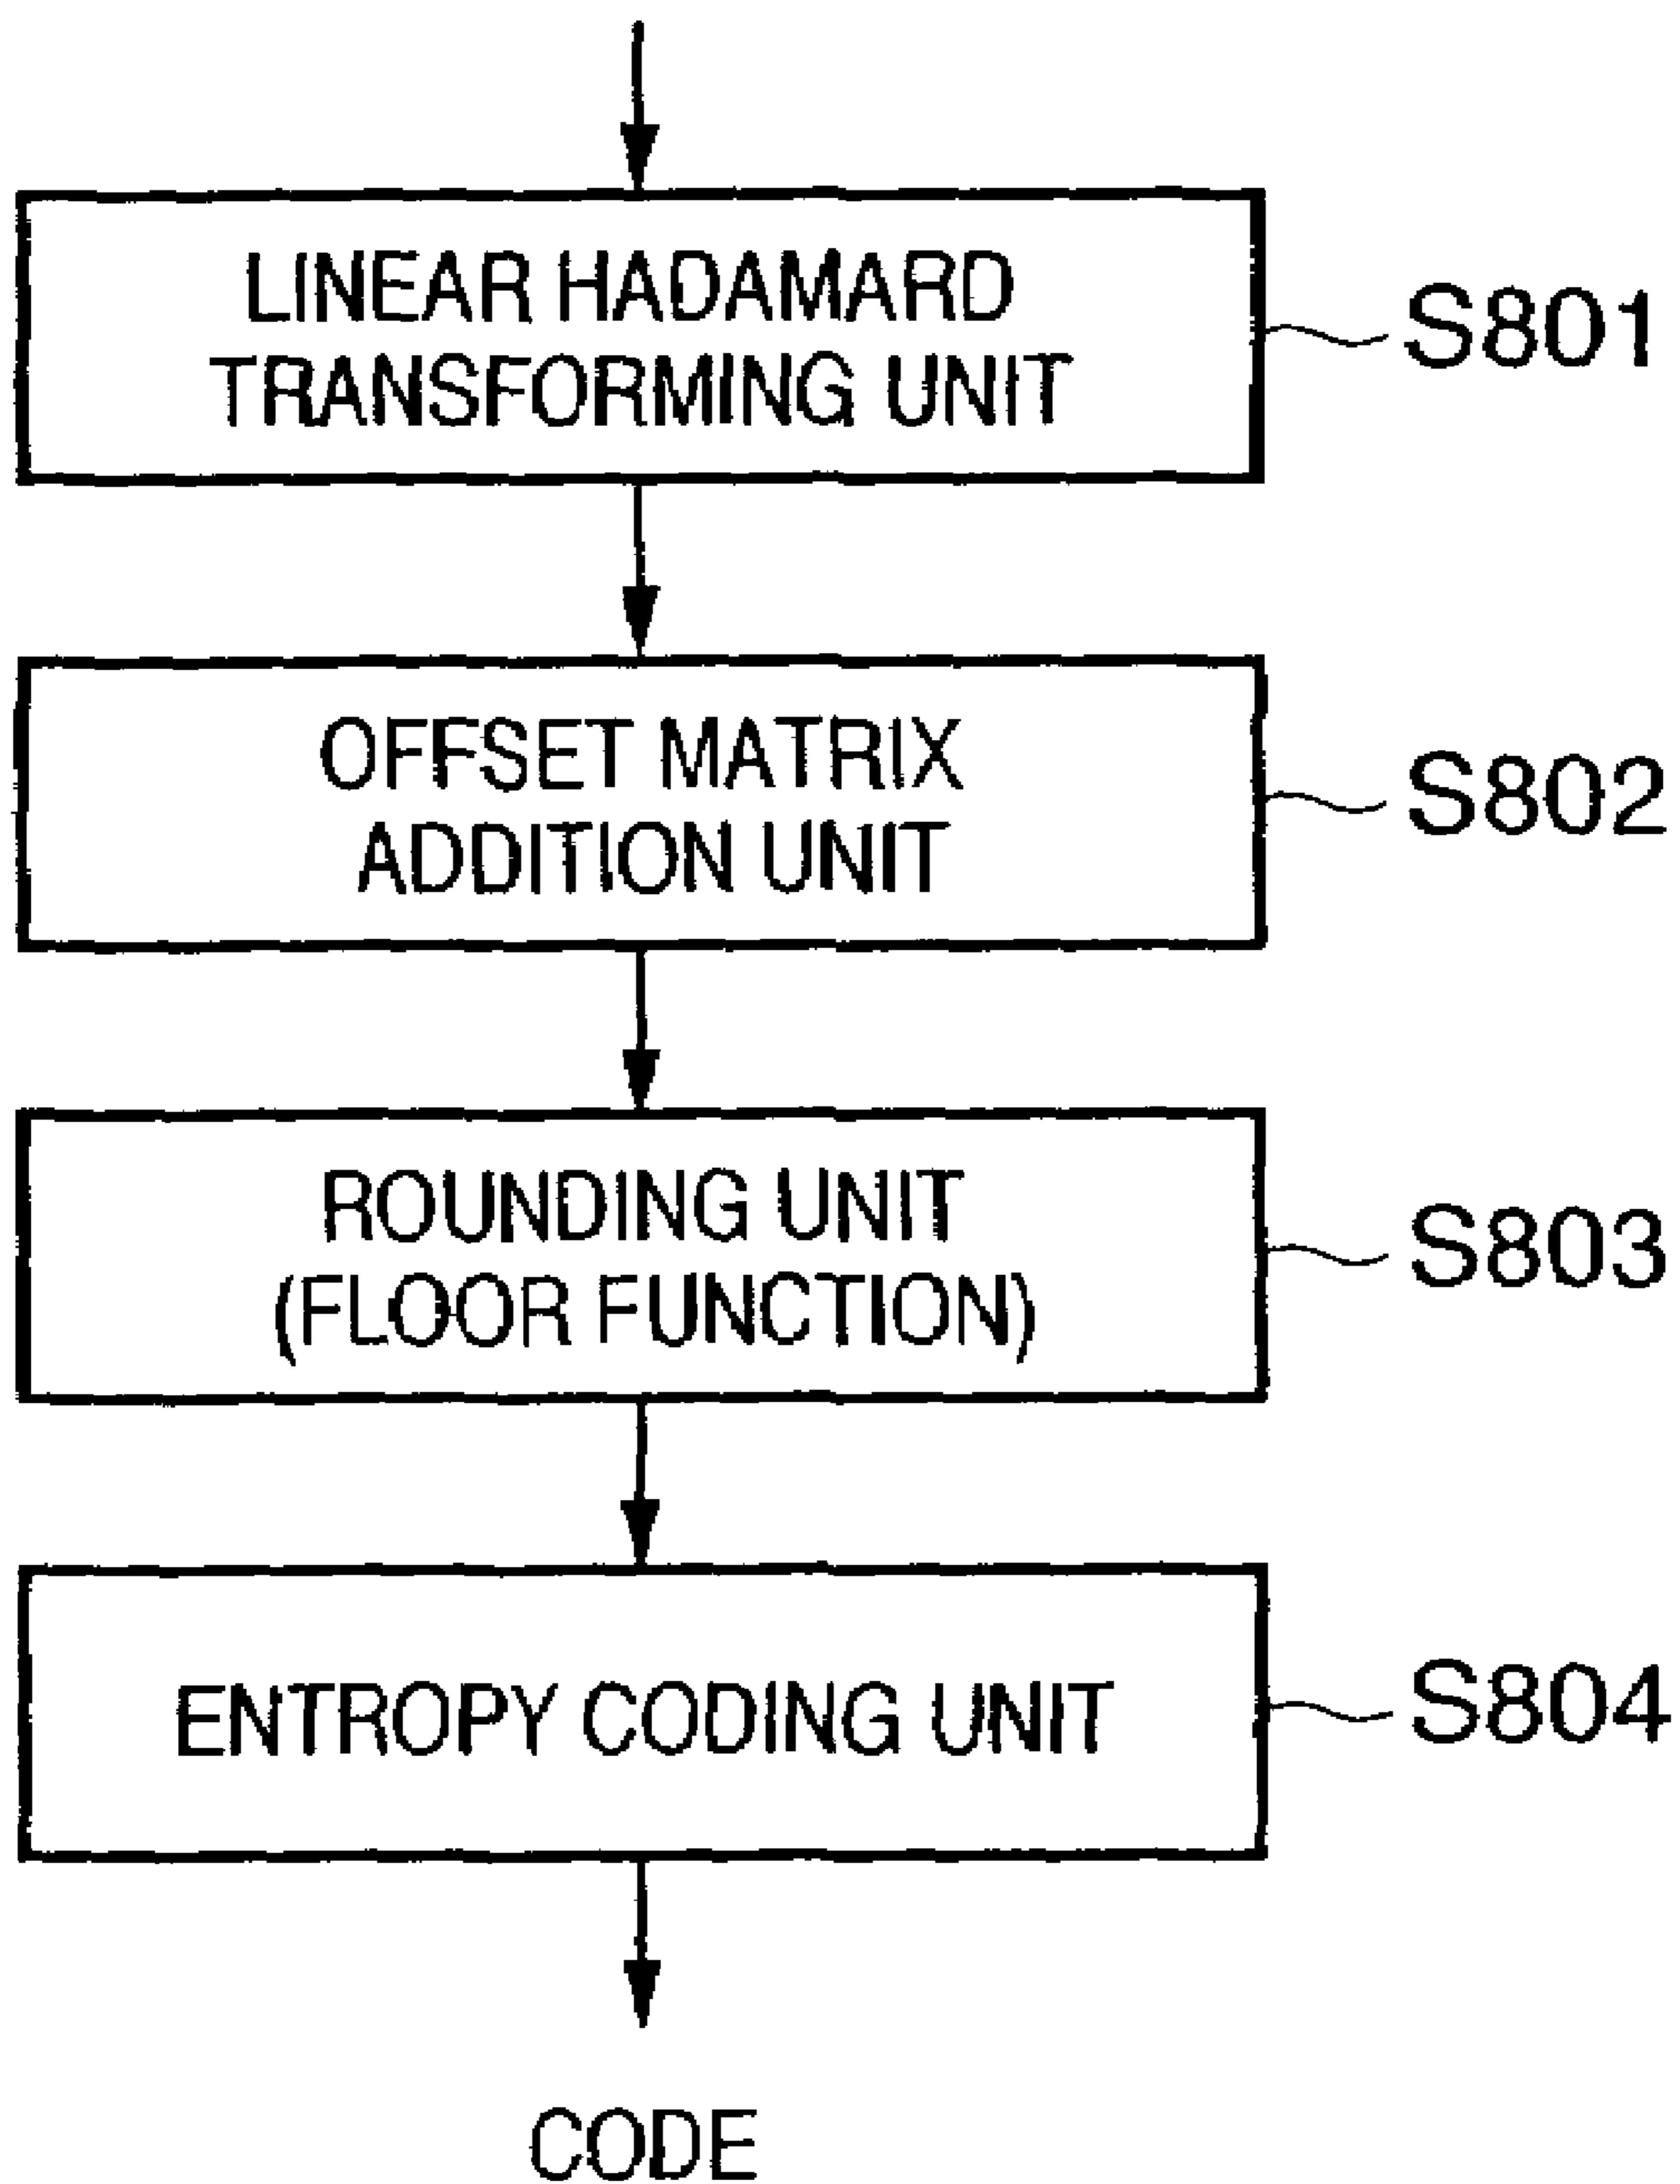 LINEAR HADAMARD
TRANSFORMING UNIT
S801
OFFSET MATRIX
ADDITION UNIT
S802
ROUNDING UNIT
(FLOOR FUNCTION)
S803
ENTROPY CODING UNIT
S804
CODE